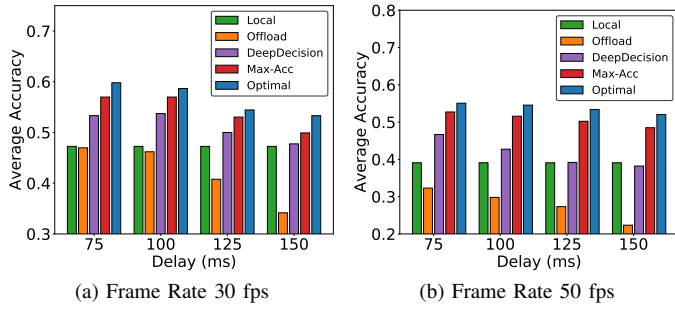 Average Accuracy
0.7
0.6
0.5
0.4
0.3
Local
Offload
DeepDecision
Max-Acc
Optimal
75 100 125 150
Delay (ms)
(a) Frame Rate 30 fps
Average Accuracy
0.8
0.7
0.6
0.5
0.4
0.3
0.2
Local
Offload
DeepDecision
Max-Acc
Optimal
75 100 125 150
Delay (ms)
(b) Frame Rate 50 fps